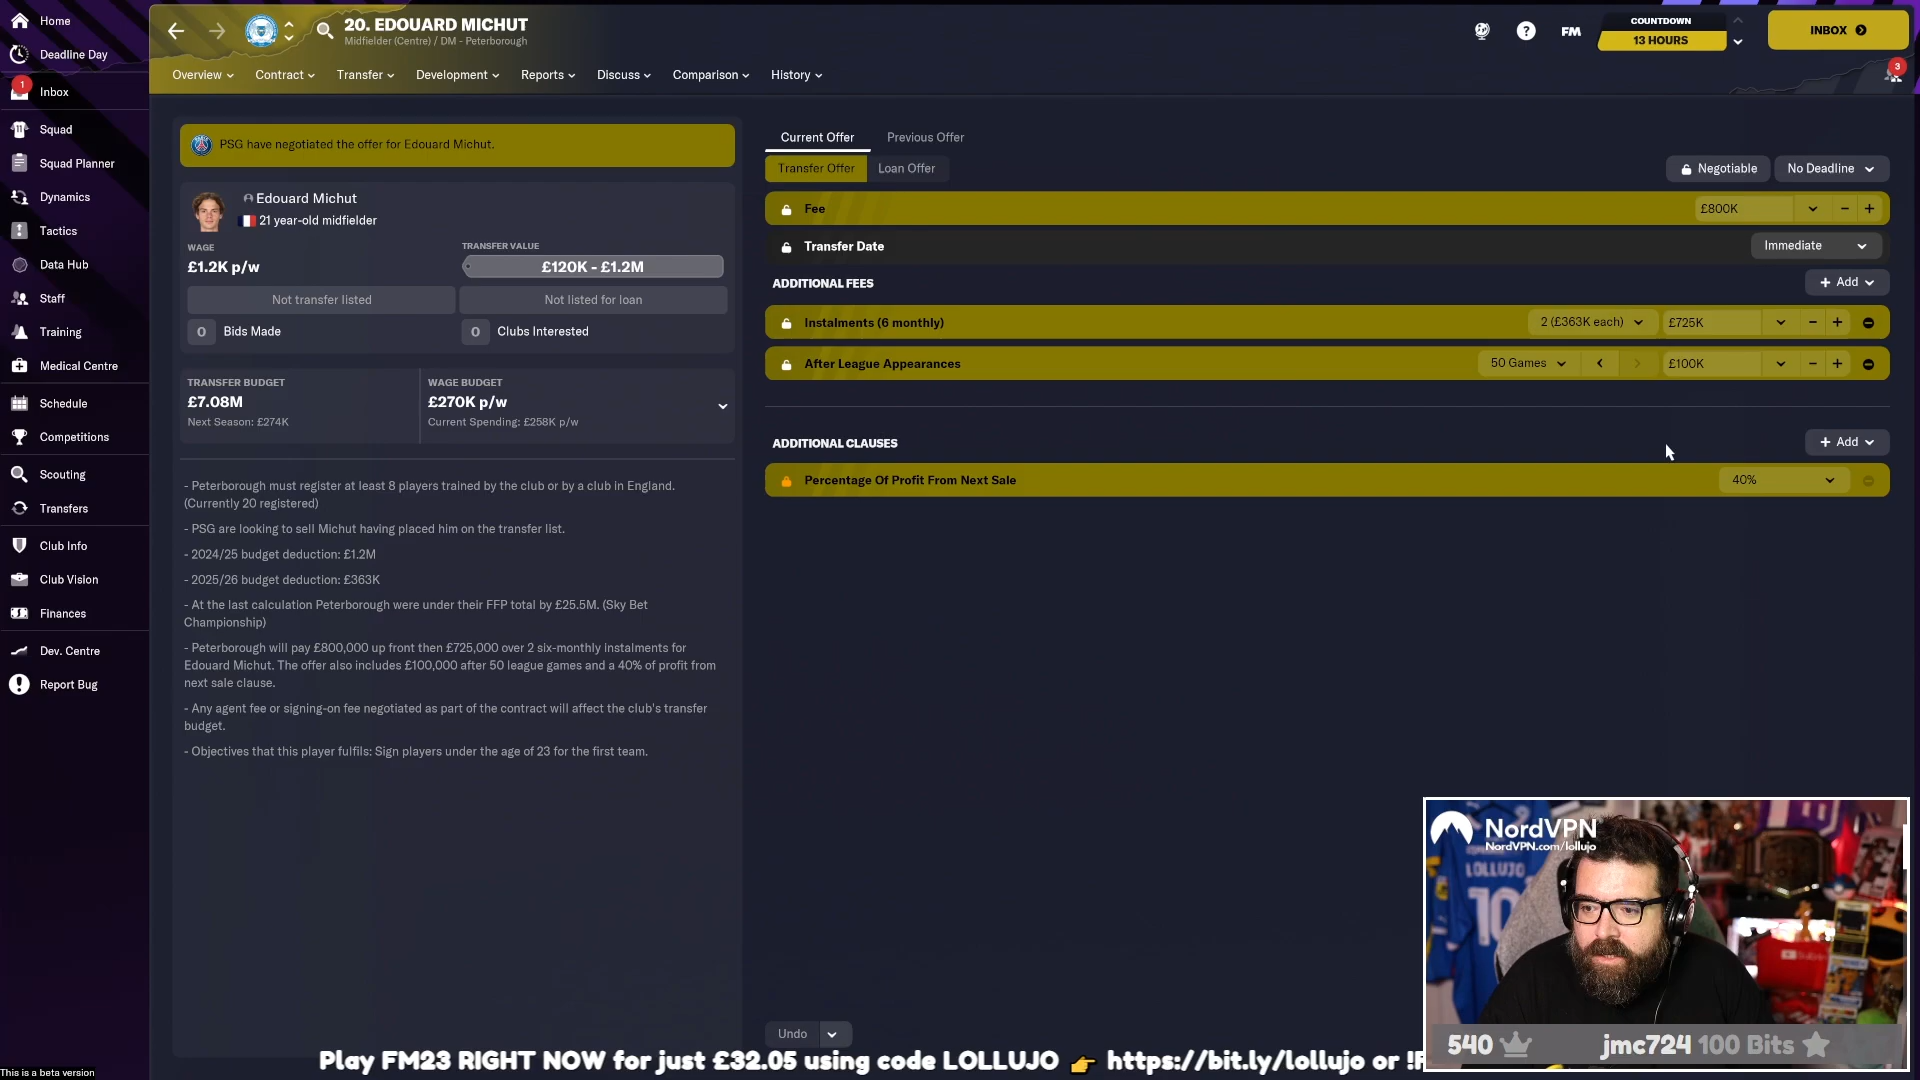 Home
Deadline Day
1
Inbox
Squad
Squad Planner
Dynamics
Tactics
Data Hub
Staff
Training
Medical Centre
Schedule
Competitions
Scouting
Transfers
Club Info
Club Vision
Finances
Dev. Centre
Report Bug
This is a beta version
20. EDOUARD MICHUT
Midfielder (Centre) / DM - Peterborough
FM
COUNTDOWN
13 HOURS
INBOX
3
Overview
Contract
Transfer
Development
Reports
Discuss
Comparison
History
PSG have negotiated the offer for Edouard Michut.
Edouard Michut
21 year-old midfielder
WAGE
£1.2K p/w
TRANSFER VALUE
£120K - £1.2M
Not transfer listed
Not listed for loan
0 Bids Made
0 Clubs Interested
TRANSFER BUDGET
£7.08M
Next Season: £274K
WAGE BUDGET
£270K p/w
Current Spending: £258K p/w
- Peterborough must register at least 8 players trained by the club or by a club in England.
(Currently 20 registered)
- PSG are looking to sell Michut having placed him on the transfer list.
- 2024/25 budget deduction: £1.2M
- 2025/26 budget deduction: £363K
- At the last calculation Peterborough were under their FFP total by £25.5M. (Sky Bet
Championship)
- Peterborough will pay £800,000 up front then £725,000 over 2 six-monthly instalments for
Edouard Michut. The offer also includes £100,000 after 50 league games and a 40% of profit from
next sale clause.
- Any agent fee or signing-on fee negotiated as part of the contract will affect the club's transfer
budget.
- Objectives that this player fulfils: Sign players under the age of 23 for the first team.
Current Offer
Previous Offer
Transfer Offer
Loan Offer
Negotiable
No Deadline
Fee
£800K
Transfer Date
Immediate
ADDITIONAL FEES
+ Add
Instalments (6 monthly)
2 (£363K each)
£725K
After League Appearances
50 Games
£100K
ADDITIONAL CLAUSES
+ Add
Percentage Of Profit From Next Sale
40%
Undo
NordVPN
NordVPN.com/lollujo
LOLLUJO
10
540
jmc724 100 Bits
Play FM23 RIGHT NOW for just £32.05 using code LOLLUJO 👉 https://bit.ly/lollujo or